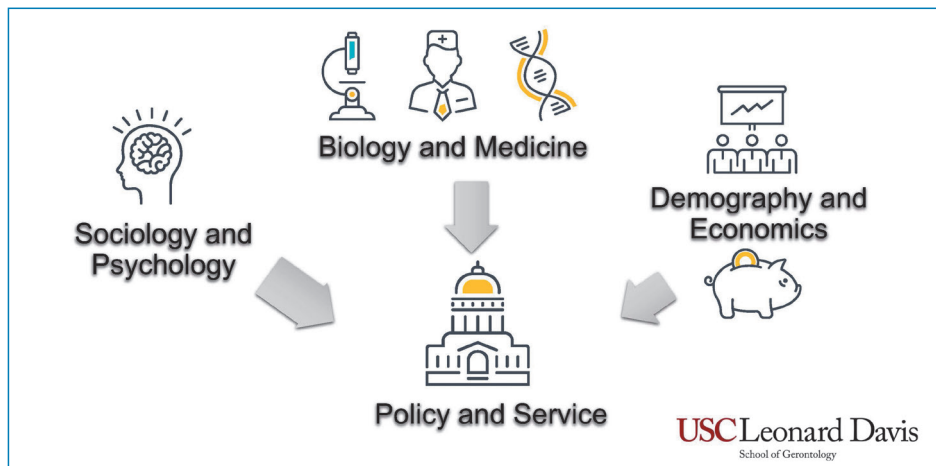 Biology and Medicine
Sociology and
Psychology
Demography and
Economics
Policy and Service
USC Leonard Davis
School of Gerontology